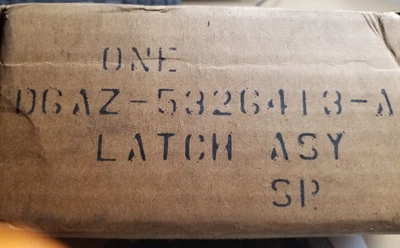 ONE
D6AZ-5326413-A
LATCH ASY
SP